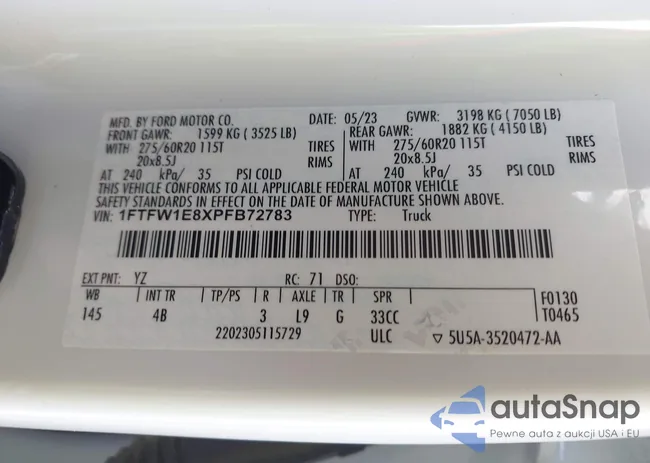 MFD. BY FORD MOTOR CO. DATE: 05/23 GVWR: 3198 KG ( 7050 LB)
FRONT GAWR: 1599 KG ( 3525 LB) REAR GAWR: 1882 KG ( 4150 LB)
WITH 275/60R20 115T TIRES WITH 275/60R20 115T TIRES
20x8.5J RIMS 20x8.5J RIMS
AT 240 kPa/ 35 PSI COLD AT 240 kPa/ 35 PSI COLD
THIS VEHICLE CONFORMS TO ALL APPLICABLE FEDERAL MOTOR VEHICLE
SAFETY STANDARDS IN EFFECT ON THE DATE OF MANUFACTURE SHOWN ABOVE.
VIN: 1FTFW1E8XPFB72783 TYPE: Truck
EXT PNT: YZ RC: 71 DSO:
WB INT TR TP/PS R AXLE TR SPR F0130
145 4B 3 L9 G 33CC T0465
2202305115729 ULC ▽ 5U5A-3520472-AA
autaSnap
Pewne auta z aukcji USA i EU